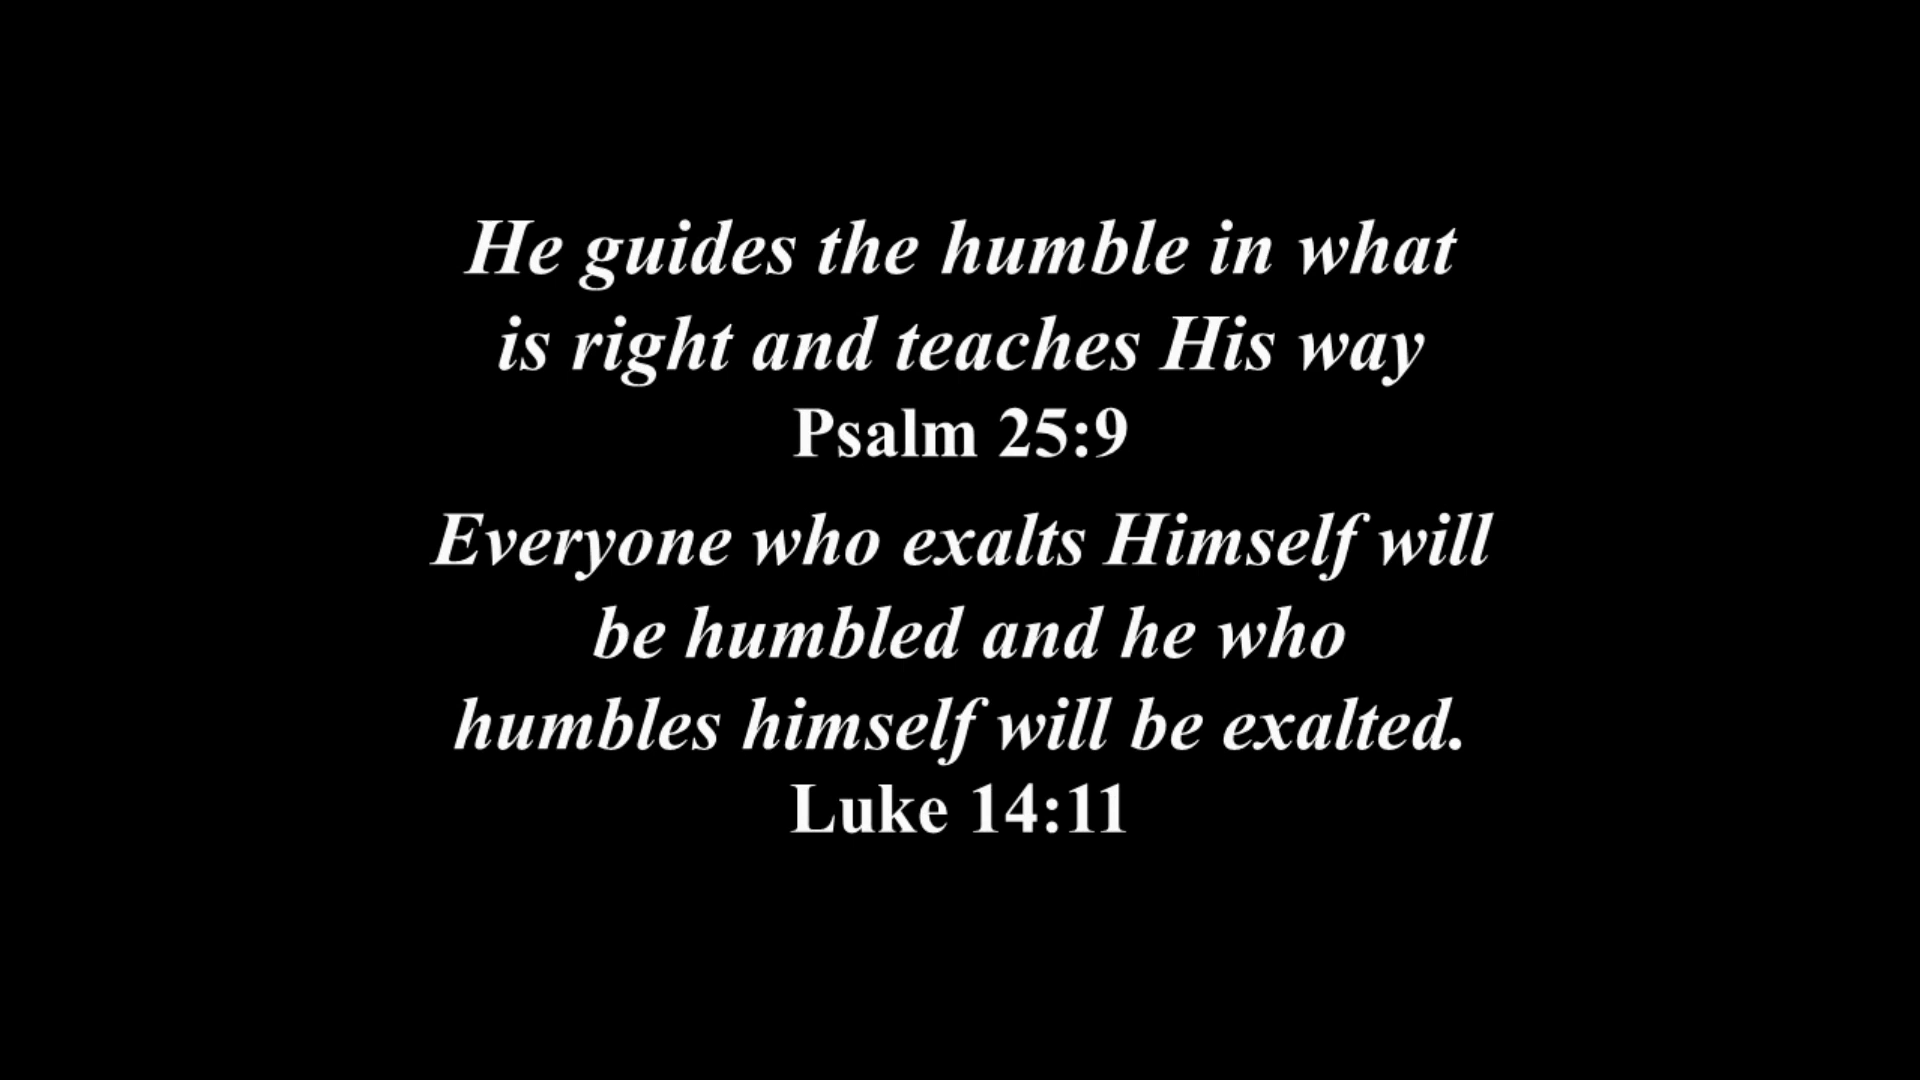 He guides the humble in what
is right and teaches His way
Psalm 25:9
Everyone who exalts Himself will
be humbled and he who
humbles himself will be exalted.
Luke 14:11